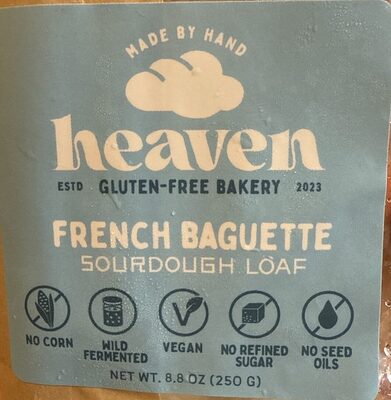 MADE BY HAND
heaven
ESTD GLUTEN-FREE BAKERY 2023
FRENCH BAGUETTE
SOURDOUGH LOAF
NO CORN
WILD
FERMENTED
VEGAN
NO REFINED
SUGAR
NO SEED
OILS
NET WT. 8.8 OZ (250 G)